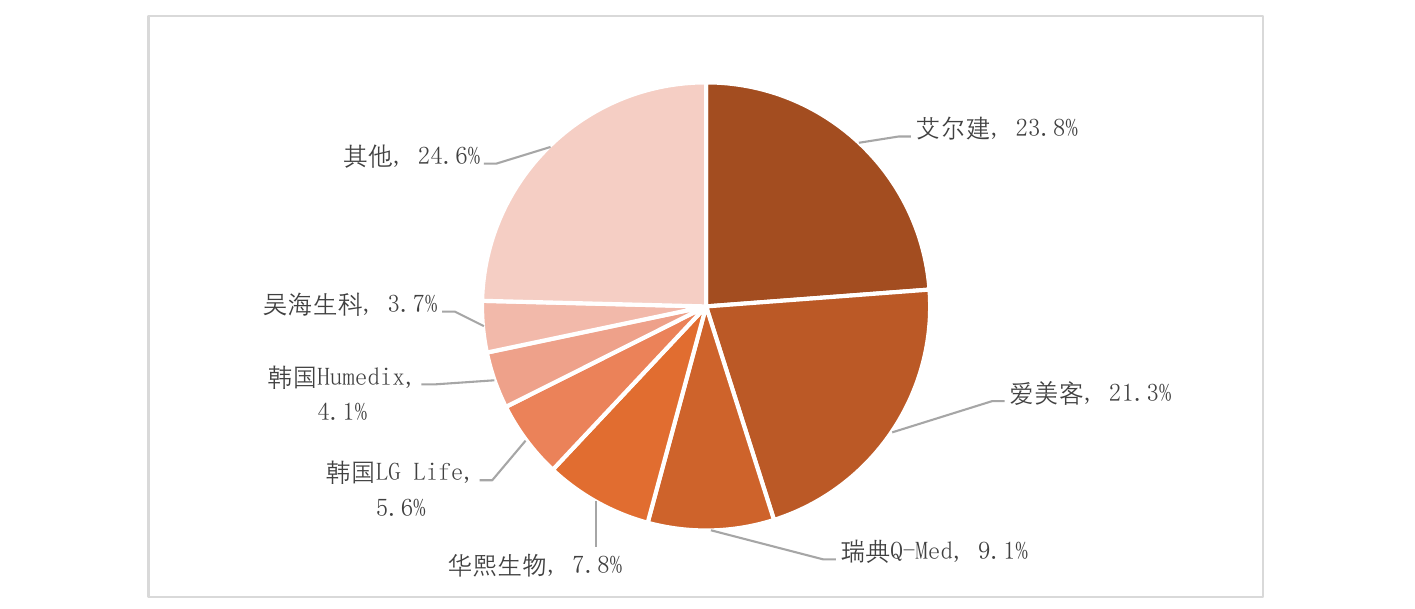 艾尔建, 23.8%
爱美客, 21.3%
瑞典Q-Med, 9.1%
华熙生物, 7.8%
韩国LG Life,
5.6%
韩国Humedix,
4.1%
吴海生科, 3.7%
其他, 24.6%